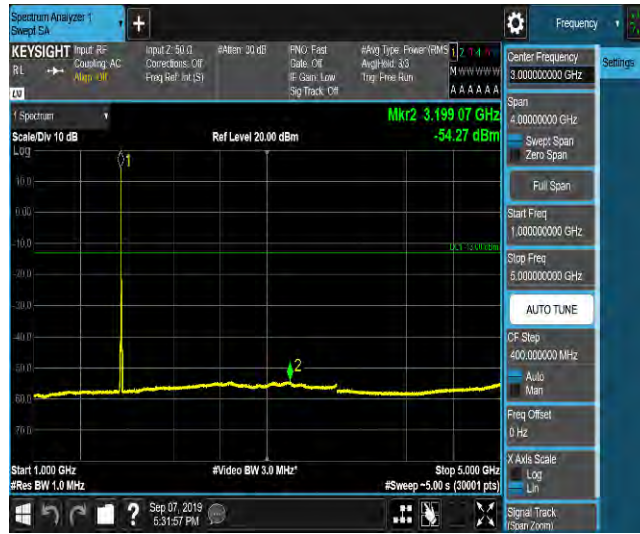 Spectrum Analyzer 1
Swept SA
Frequency
KEYSIGHT
Input: RF
Coupling: AC
Align: Off
Input Z: 50 Ω
Corrections: Off
Freq Ref: Int (S)
#Atten: 30 dB
PNO: Fast
Gate: Off
IF Gain: Low
Sig Track: Off
#Avg Type: Power (RMS
Avg|Hold: 3/3
Trig: Free Run
RL
M W W W W W
A A A A A A
Center Frequency
3.000000000 GHz
Settings
Span
4.00000000 GHz
Swept Span
Zero Span
Full Span
Start Freq
1.000000000 GHz
Stop Freq
5.000000000 GHz
AUTO TUNE
CF Step
400.000000 MHz
Auto
Man
Freq Offset
0 Hz
X Axis Scale
Log
Lin
Signal Track
(Span Zoom)
1 Spectrum
Scale/Div 10 dB
Ref Level 20.00 dBm
Mkr2 3.199 07 GHz
-54.27 dBm
Log
1
10.0
0.00
-10.0
DL1 -13.00 dBm
-20.0
-30.0
-40.0
-50.0
2
-60.0
-70.0
Start 1.000 GHz
#Video BW 3.0 MHz*
Stop 5.000 GHz
#Res BW 1.0 MHz
#Sweep ~5.00 s (30001 pts)
?
Sep 07, 2019
5:31:57 PM